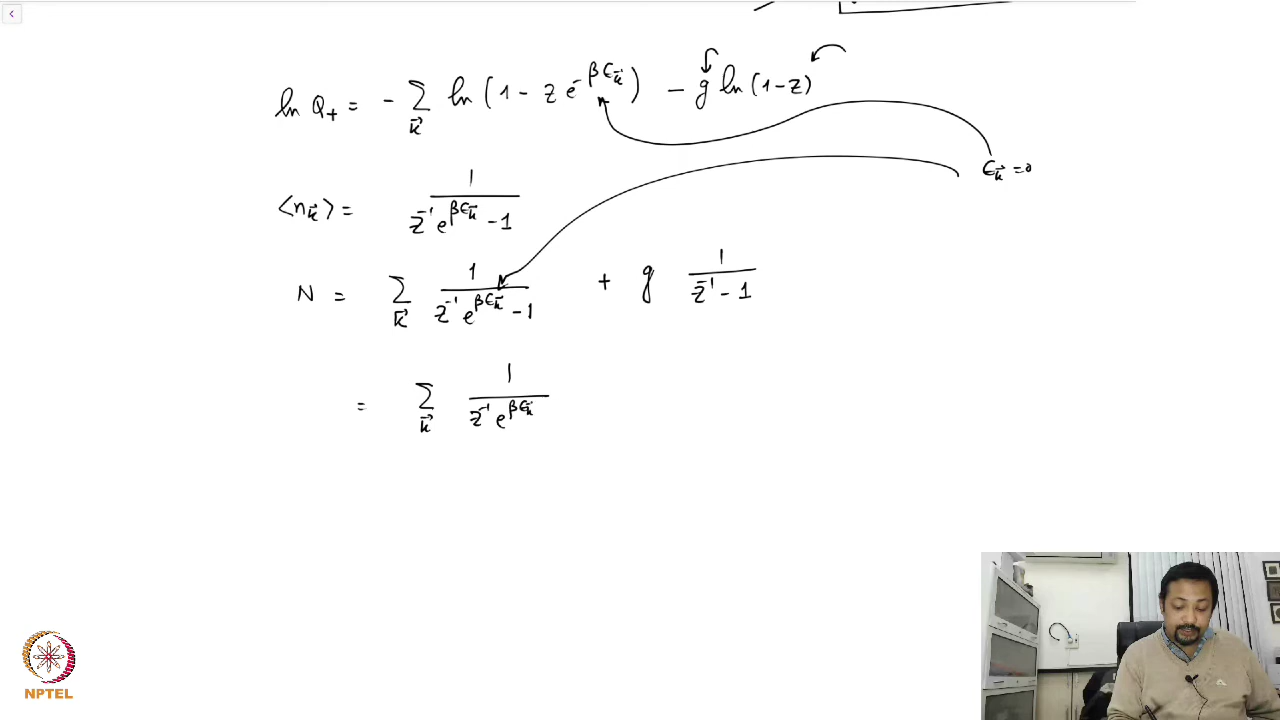 ln Q₊ = - Σ_k⃗ ln (1 - z e^{-βϵ_k⃗}) - g ln (1-z)
ϵ_k⃗ = 0
⟨n_k⃗⟩ = 1 / (z⁻¹ e^{βϵ_k⃗} - 1)
N = Σ_k⃗ 1 / (z⁻¹ e^{βϵ_k⃗} - 1) + g 1 / (z⁻¹ - 1)
= Σ_k⃗ 1 / (z⁻¹ e^{βϵ_k⃗}
NPTEL